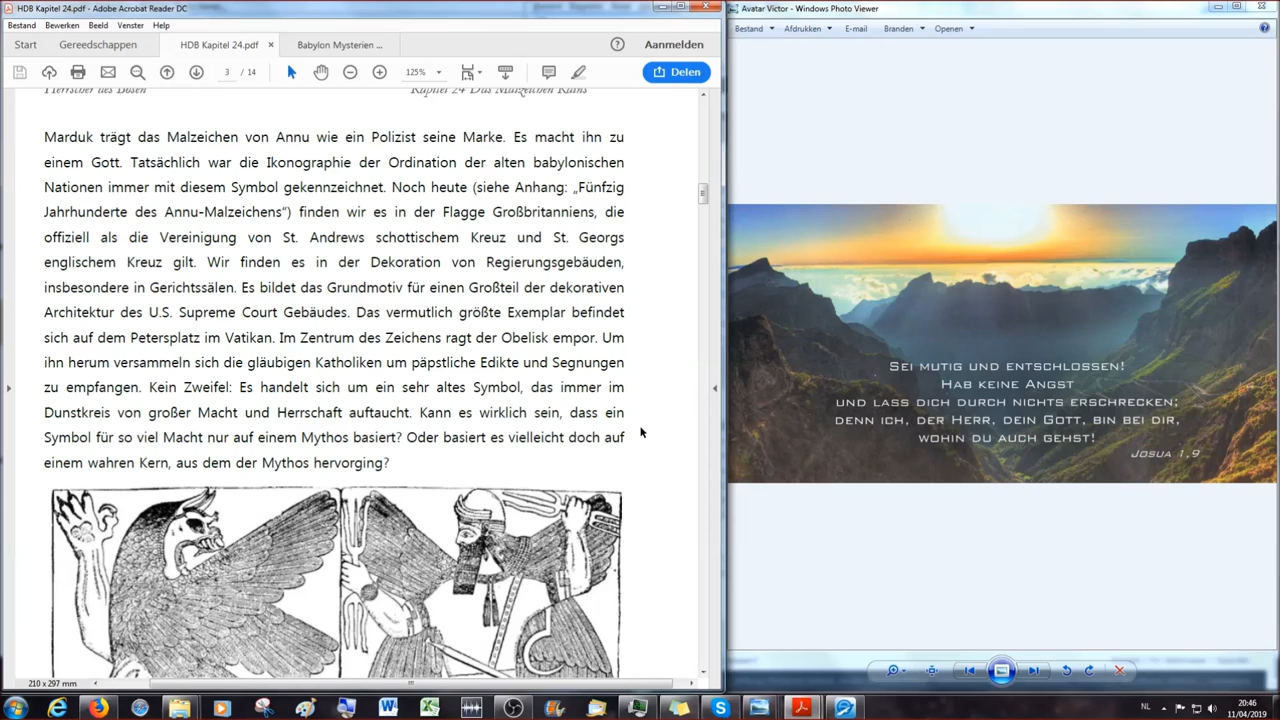 HDB Kapitel 24.pdf - Adobe Acrobat Reader DC
Bestand Bewerken Beeld Venster Help
Start Gereedschappen HDB Kapitel 24.pdf × Babylon Mysterien ... Anmelden
3 / 14 125% Delen
Herrscher des Bösen Kapitel 24 Das Malzeichen Kains
Marduk trägt das Malzeichen von Annu wie ein Polizist seine Marke. Es macht ihn zu
einem Gott. Tatsächlich war die Ikonographie der Ordination der alten babylonischen
Nationen immer mit diesem Symbol gekennzeichnet. Noch heute (siehe Anhang: „Fünfzig
Jahrhunderte des Annu-Malzeichens“) finden wir es in der Flagge Großbritanniens, die
offiziell als die Vereinigung von St. Andrews schottischem Kreuz und St. Georgs
englischem Kreuz gilt. Wir finden es in der Dekoration von Regierungsgebäuden,
insbesondere in Gerichtssälen. Es bildet das Grundmotiv für einen Großteil der dekorativen
Architektur des U.S. Supreme Court Gebäudes. Das vermutlich größte Exemplar befindet
sich auf dem Petersplatz im Vatikan. Im Zentrum des Zeichens ragt der Obelisk empor. Um
ihn herum versammeln sich die gläubigen Katholiken um päpstliche Edikte und Segnungen
zu empfangen. Kein Zweifel: Es handelt sich um ein sehr altes Symbol, das immer im
Dunstkreis von großer Macht und Herrschaft auftaucht. Kann es wirklich sein, dass ein
Symbol für so viel Macht nur auf einem Mythos basiert? Oder basiert es vielleicht doch auf
einem wahren Kern, aus dem der Mythos hervorging?
210 x 297 mm
Avatar Victor - Windows Photo Viewer
Bestand Afdrukken E-mail Branden Openen
Sei mutig und entschlossen!
Hab keine Angst
und lass dich durch nichts erschrecken;
denn ich, der Herr, dein Gott, bin bei dir,
wohin du auch gehst!
Josua 1,9
NL 20:46
11/04/2019